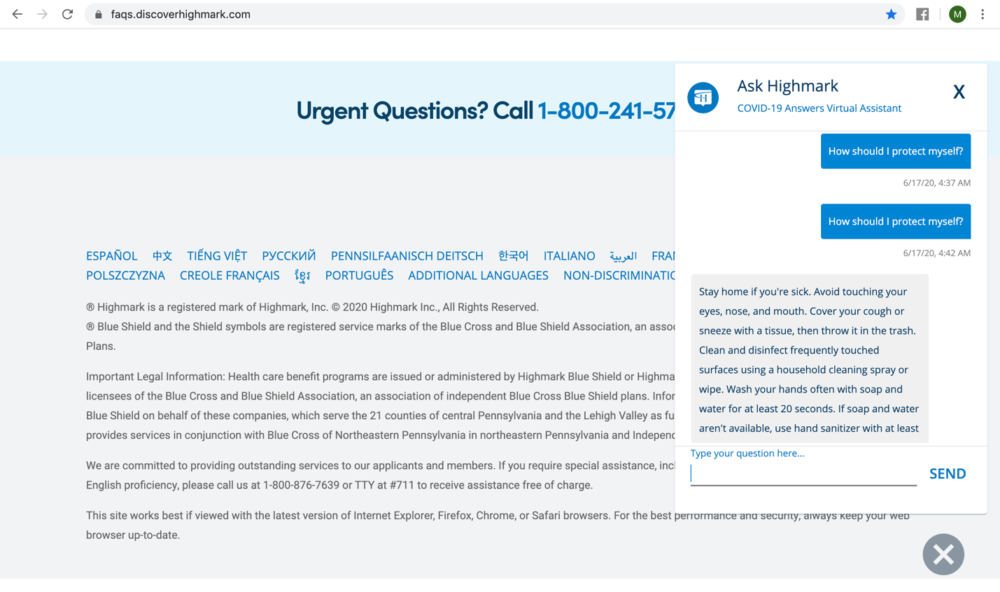 faqs.discoverhighmark.com
M
Urgent Questions? Call 1-800-241-57
ESPAÑOL 中文 TIẾNG VIỆT РУССКИЙ PENNSILFAANISCH DEITSCH 한국어 ITALIANO العربية FRAN
POLSZCZYZNA CREOLE FRANÇAIS ខ្មែរ PORTUGUÊS ADDITIONAL LANGUAGES NON-DISCRIMINATIO
® Highmark is a registered mark of Highmark, Inc. © 2020 Highmark Inc., All Rights Reserved.
® Blue Shield and the Shield symbols are registered service marks of the Blue Cross and Blue Shield Association, an assoc
Plans.
Important Legal Information: Health care benefit programs are issued or administered by Highmark Blue Shield or Highma
licensees of the Blue Cross and Blue Shield Association, an association of independent Blue Cross Blue Shield plans. Infor
Blue Shield on behalf of these companies, which serve the 21 counties of central Pennsylvania and the Lehigh Valley as fu
provides services in conjunction with Blue Cross of Northeastern Pennsylvania in northeastern Pennsylvania and Independ
We are committed to providing outstanding services to our applicants and members. If you require special assistance, incl
English proficiency, please call us at 1-800-876-7639 or TTY at #711 to receive assistance free of charge.
This site works best if viewed with the latest version of Internet Explorer, Firefox, Chrome, or Safari browsers. For the best performance and security, always keep your web
browser up-to-date.
H
Ask Highmark
X
COVID-19 Answers Virtual Assistant
How should I protect myself?
6/17/20, 4:37 AM
How should I protect myself?
6/17/20, 4:42 AM
Stay home if you're sick. Avoid touching your
eyes, nose, and mouth. Cover your cough or
sneeze with a tissue, then throw it in the trash.
Clean and disinfect frequently touched
surfaces using a household cleaning spray or
wipe. Wash your hands often with soap and
water for at least 20 seconds. If soap and water
aren't available, use hand sanitizer with at least
Type your question here...
SEND